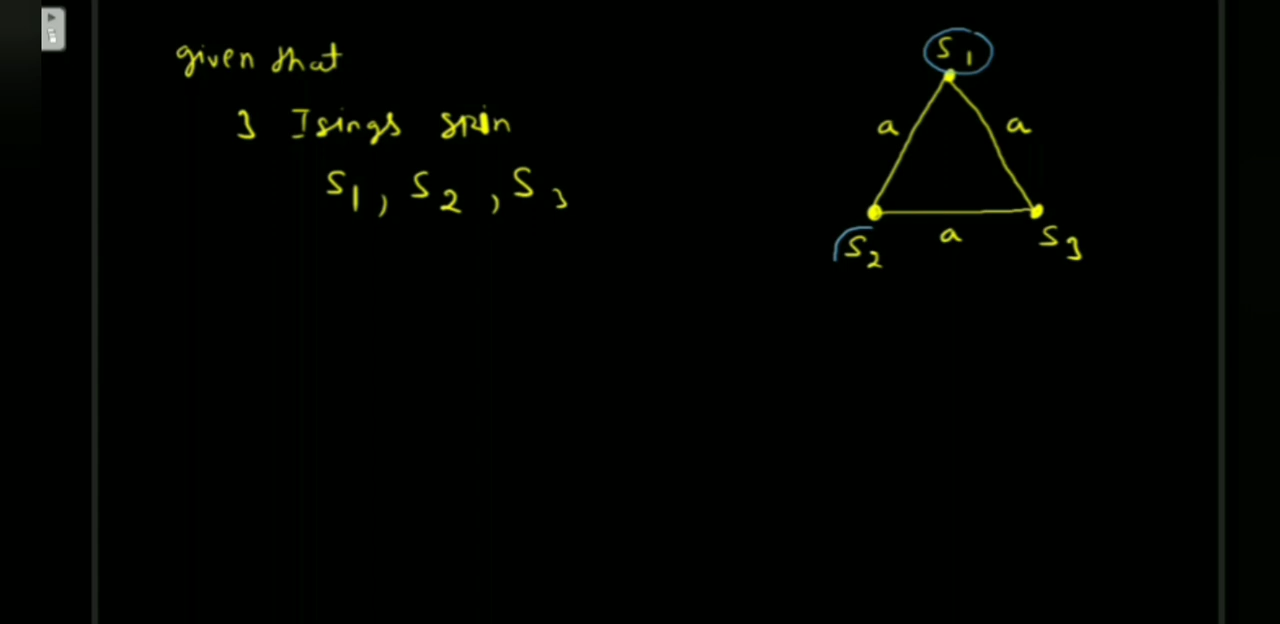 given that
3 Isings spin
S1, S2, S3
S1
a a
S2 a S3